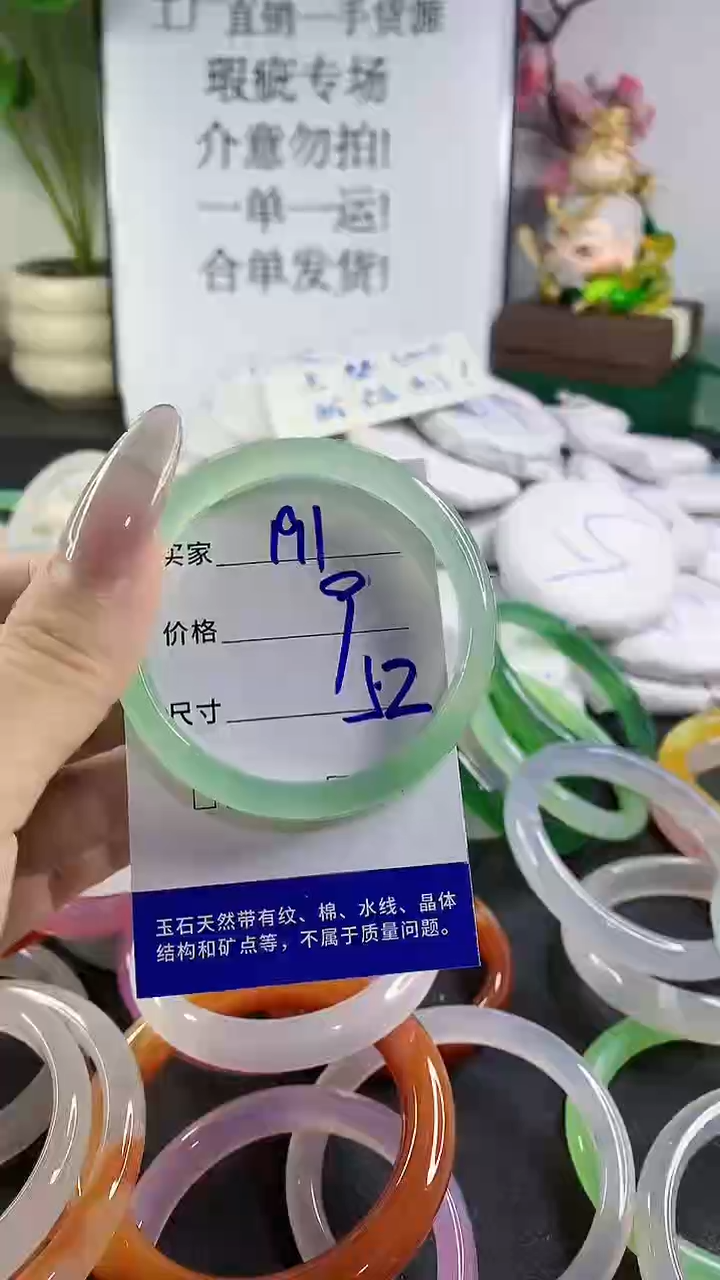 工厂直销一手货源
瑕疵专场
介意勿拍!
一单一运!
合单发货!
买家 A91
价格 9
尺寸 52
玉石天然带有纹、棉、水线、晶体
结构和矿点等，不属于质量问题。